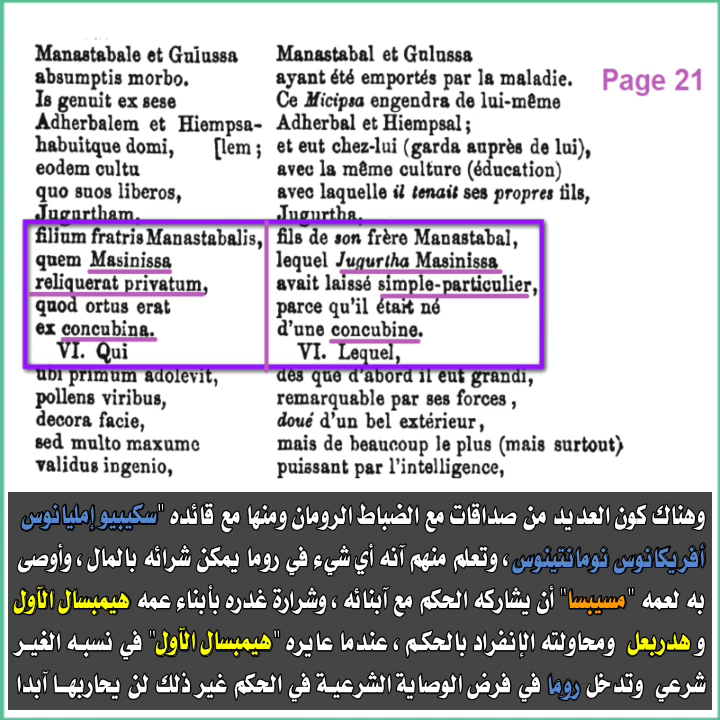 Manastabale et Guiussa
absumptis morbo.
Is genuit ex sese
Adherbalem et Hiempsa-
habuitque domi, [lem ;
eodem cultu
quo suos liberos,
Jugurtham,
filium fratris Manastabalis,
quem Masinissa
reliquerat privatum,
quod ortus erat
ex concubina.
VI. Qui
ubi primum adolevit,
pollens viribus,
decora facie,
sed multo maxume
validus ingenio,
Manastabal et Gulussa
ayant été emportés par la maladie.
Ce Micipsa engendra de lui-même
Adherbal et Hiempsal ;
et eut chez-lui (garda auprès de lui),
avec la même culture (éducation)
avec laquelle il tenait ses propres fils,
Jugurtha,
fils de son frère Manastabal,
lequel Jugurtha Masinissa
avait laissé simple-particulier,
parce qu'il était né
d'une concubine.
VI. Lequel,
dès que d'abord il eut grandi,
remarquable par ses forces ,
doué d'un bel extérieur ,
mais de beaucoup le plus (mais surtout)
puissant par l'intelligence,
Page 21
وهناك كون العديد من صداقات مع الضباط الرومان ومنها مع قائده "سكيبيو إمليانوس
أفريكانوس نومانتينوس ، وتعلم منهم آنه أي شيء في روما يمكن شرائه بالمال ، وأوصى
به لعمه "مسيبسا" أن يشاركه الحكم مع آبنائه ، وشرارة غدره بأبناء عمه هيمبسال الآول
و هدربعل ومحاولته الإنفراد بالحكم ، عندما عايره "هيمبسال الآول" في نسبه الغير
شرعي وتدخل روما في فرض الوصاية الشرعية في الحكم غير ذلك لن يحاربها آبدا